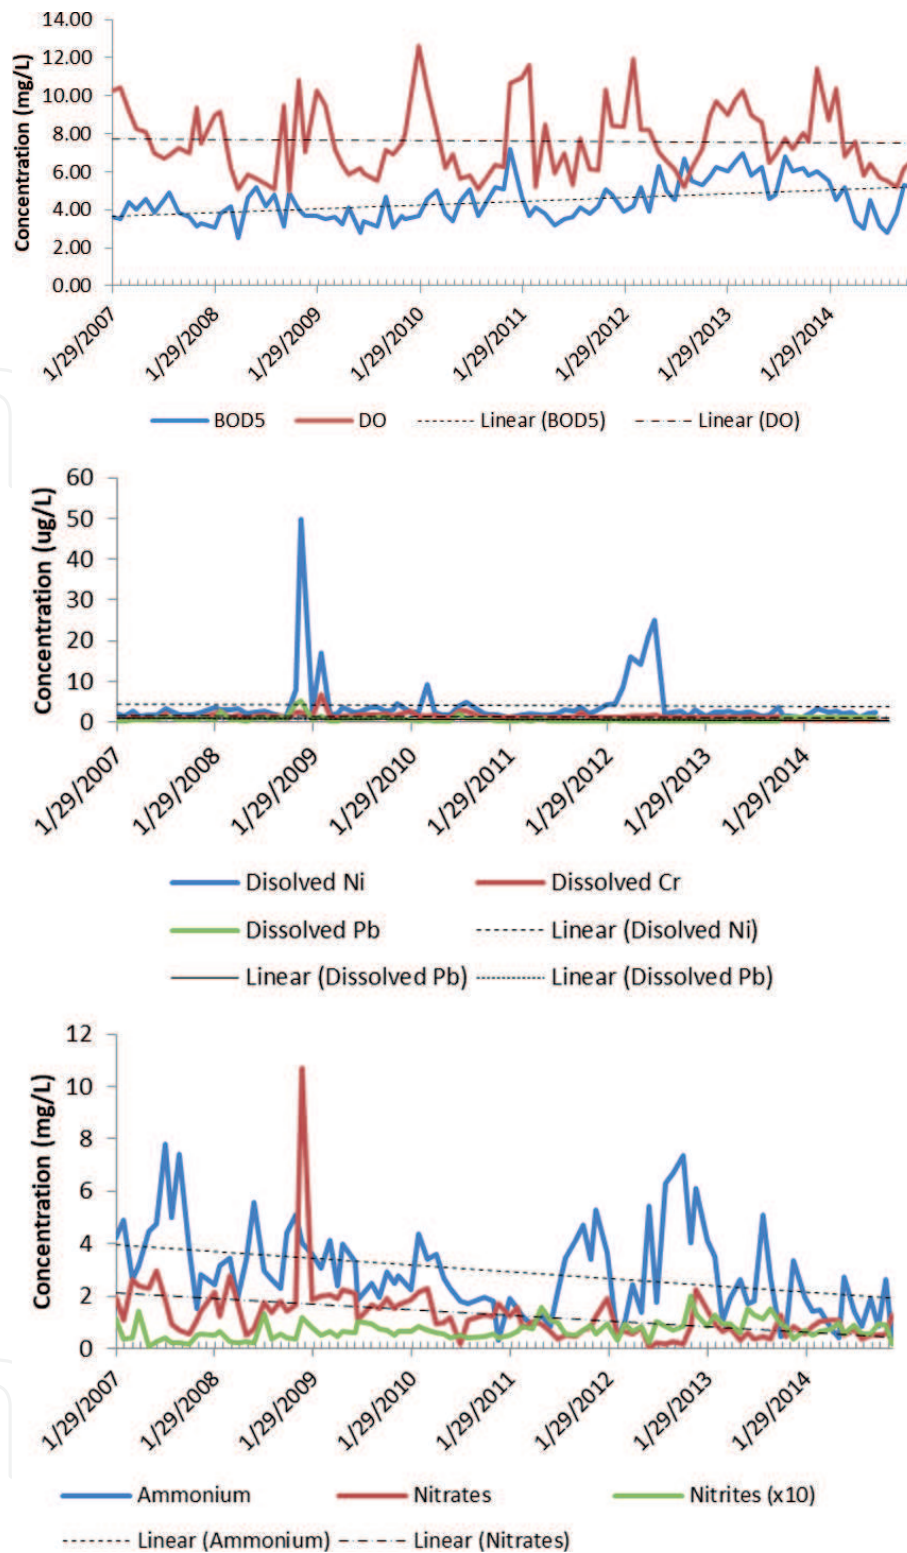 Concentration (mg/L)
14.00
12.00
10.00
8.00
6.00
4.00
2.00
0.00
1/29/2007 1/29/2008 1/29/2009 1/29/2010 1/29/2011 1/29/2012 1/29/2013 1/29/2014
BOD5 DO Linear (BOD5) Linear (DO)
Concentration (ug/L)
60
50
40
30
20
10
0
1/29/2007 1/29/2008 1/29/2009 1/29/2010 1/29/2011 1/29/2012 1/29/2013 1/29/2014
Disolved Ni Dissolved Cr
Dissolved Pb Linear (Disolved Ni)
Linear (Dissolved Pb) Linear (Dissolved Pb)
Concentration (mg/L)
12
10
8
6
4
2
0
1/29/2007 1/29/2008 1/29/2009 1/29/2010 1/29/2011 1/29/2012 1/29/2013 1/29/2014
Ammonium Nitrates Nitrites (x10)
Linear (Ammonium) Linear (Nitrates)